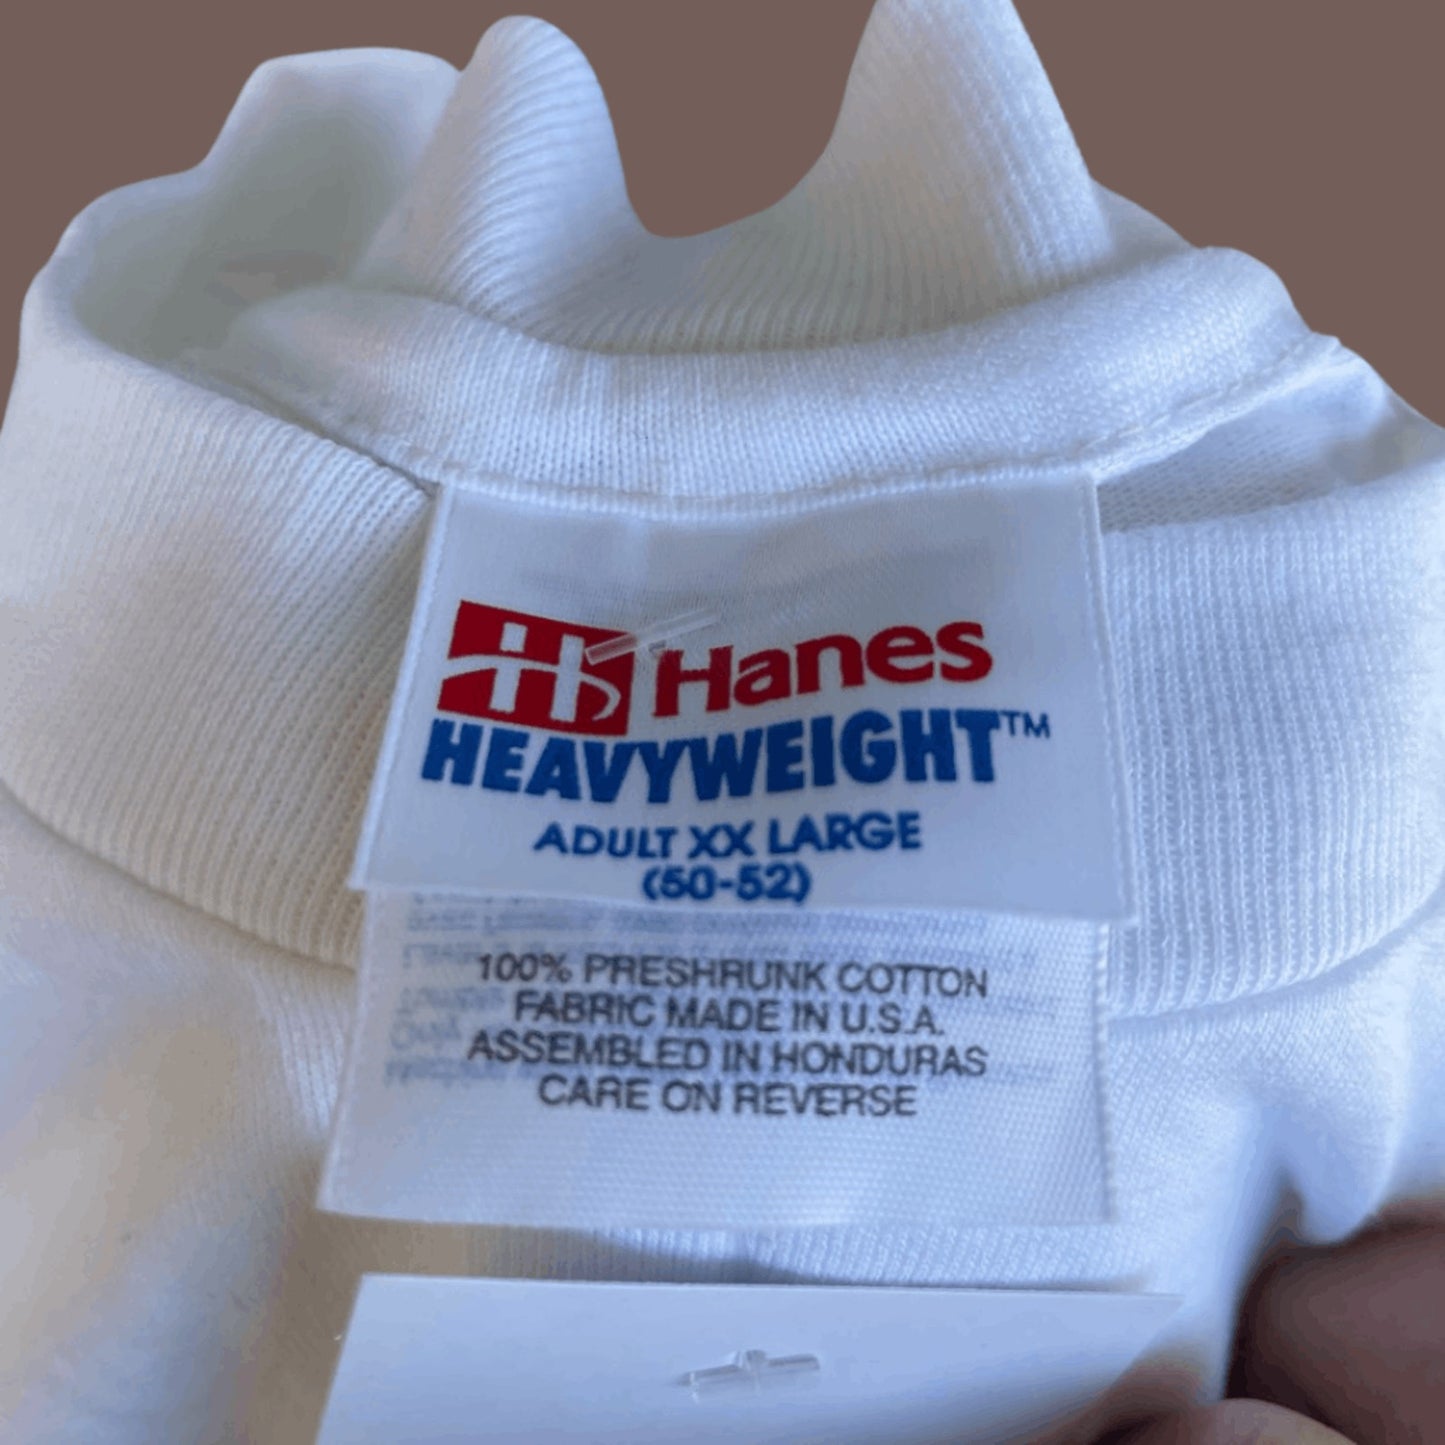 Hanes
HEAVYWEIGHT™
ADULT XX LARGE
(50-52)
100% PRESHRUNK COTTON
FABRIC MADE IN U.S.A.
ASSEMBLED IN HONDURAS
CARE ON REVERSE